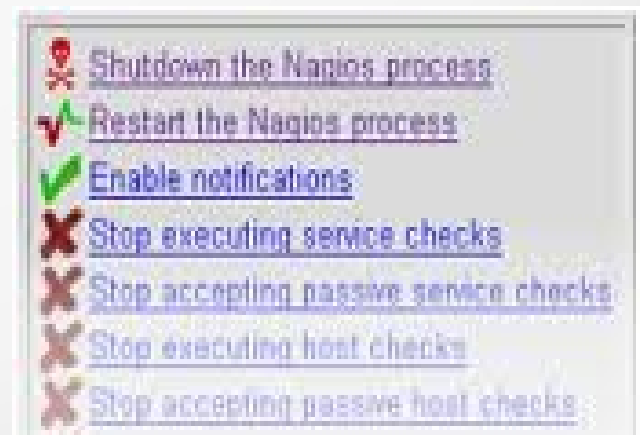 Shutdown the Nagios process
Restart the Nagios process
Enable notifications
Stop executing service checks
Stop accepting passive service checks
Stop executing host checks
Stop accepting passive host checks